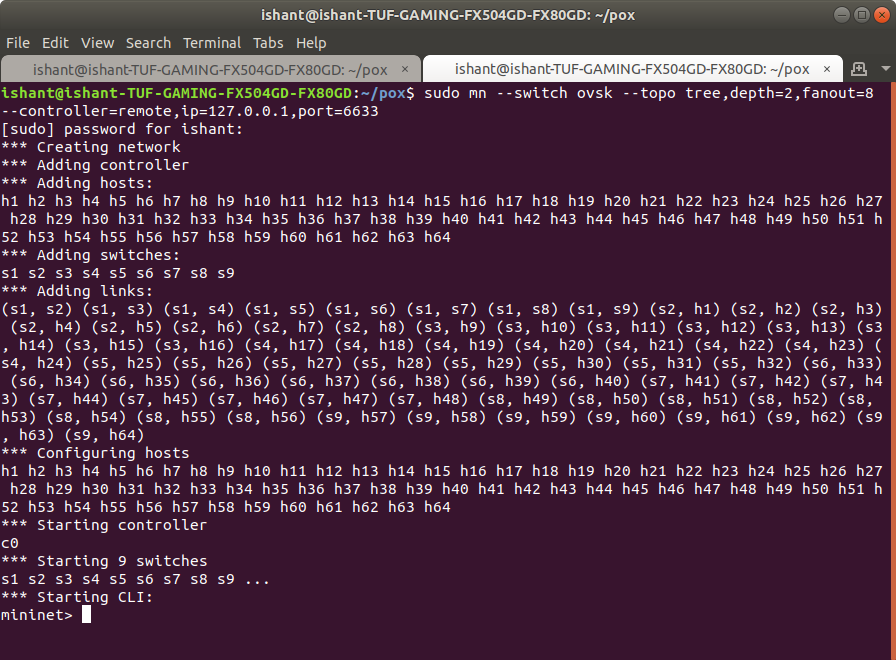 ishant@ishant-TUF-GAMING-FX504GD-FX80GD: ~/pox
File Edit View Search Terminal Tabs Help
ishant@ishant-TUF-GAMING-FX504GD-FX80GD: ~/pox × ishant@ishant-TUF-GAMING-FX504GD-FX80GD: ~/pox ×
ishant@ishant-TUF-GAMING-FX504GD-FX80GD:~/pox$ sudo mn --switch ovsk --topo tree,depth=2,fanout=8
--controller=remote,ip=127.0.0.1,port=6633
[sudo] password for ishant:
*** Creating network
*** Adding controller
*** Adding hosts:
h1 h2 h3 h4 h5 h6 h7 h8 h9 h10 h11 h12 h13 h14 h15 h16 h17 h18 h19 h20 h21 h22 h23 h24 h25 h26 h27
h28 h29 h30 h31 h32 h33 h34 h35 h36 h37 h38 h39 h40 h41 h42 h43 h44 h45 h46 h47 h48 h49 h50 h51 h
52 h53 h54 h55 h56 h57 h58 h59 h60 h61 h62 h63 h64
*** Adding switches:
s1 s2 s3 s4 s5 s6 s7 s8 s9
*** Adding links:
(s1, s2) (s1, s3) (s1, s4) (s1, s5) (s1, s6) (s1, s7) (s1, s8) (s1, s9) (s2, h1) (s2, h2) (s2, h3)
(s2, h4) (s2, h5) (s2, h6) (s2, h7) (s2, h8) (s3, h9) (s3, h10) (s3, h11) (s3, h12) (s3, h13) (s3
, h14) (s3, h15) (s3, h16) (s4, h17) (s4, h18) (s4, h19) (s4, h20) (s4, h21) (s4, h22) (s4, h23) (
s4, h24) (s5, h25) (s5, h26) (s5, h27) (s5, h28) (s5, h29) (s5, h30) (s5, h31) (s5, h32) (s6, h33)
(s6, h34) (s6, h35) (s6, h36) (s6, h37) (s6, h38) (s6, h39) (s6, h40) (s7, h41) (s7, h42) (s7, h4
3) (s7, h44) (s7, h45) (s7, h46) (s7, h47) (s7, h48) (s8, h49) (s8, h50) (s8, h51) (s8, h52) (s8,
h53) (s8, h54) (s8, h55) (s8, h56) (s9, h57) (s9, h58) (s9, h59) (s9, h60) (s9, h61) (s9, h62) (s9
, h63) (s9, h64)
*** Configuring hosts
h1 h2 h3 h4 h5 h6 h7 h8 h9 h10 h11 h12 h13 h14 h15 h16 h17 h18 h19 h20 h21 h22 h23 h24 h25 h26 h27
h28 h29 h30 h31 h32 h33 h34 h35 h36 h37 h38 h39 h40 h41 h42 h43 h44 h45 h46 h47 h48 h49 h50 h51 h
52 h53 h54 h55 h56 h57 h58 h59 h60 h61 h62 h63 h64
*** Starting controller
c0
*** Starting 9 switches
s1 s2 s3 s4 s5 s6 s7 s8 s9 ...
*** Starting CLI:
mininet>